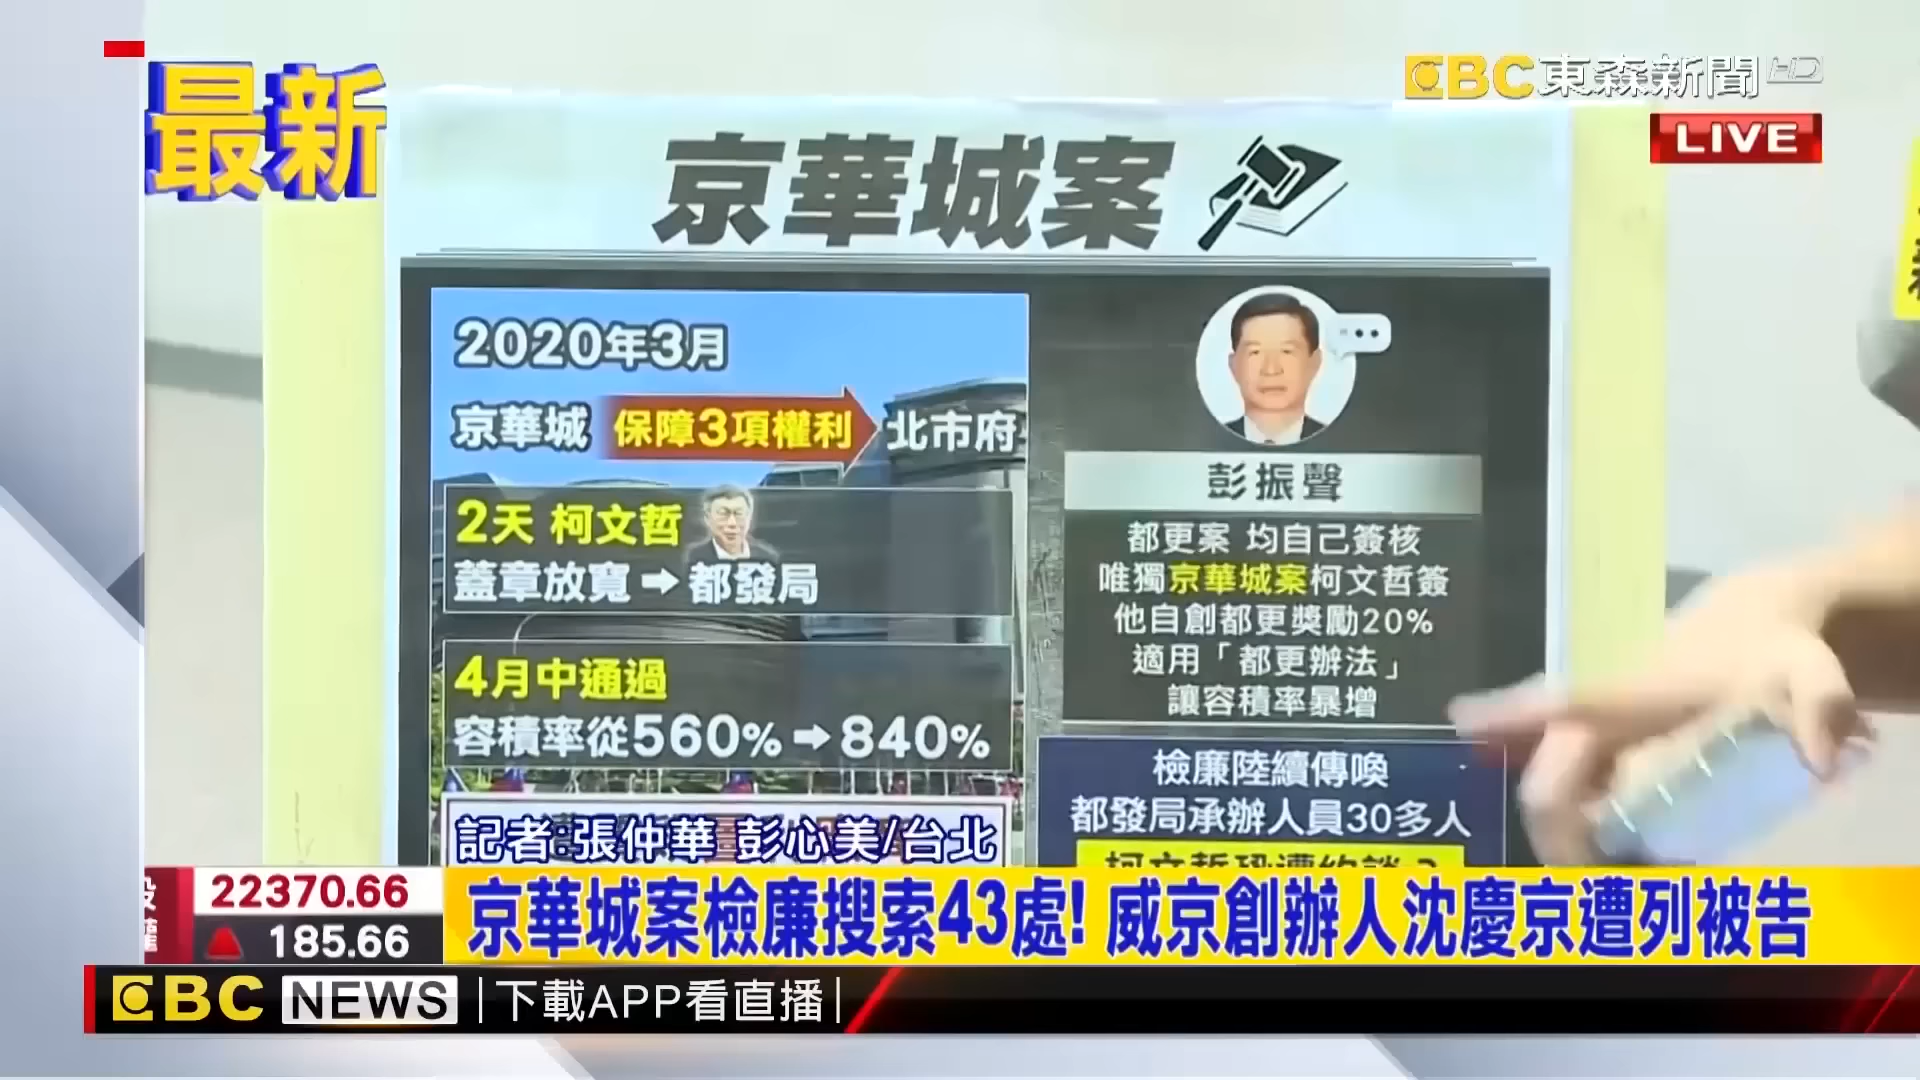 最新
EBC東森新聞HD
LIVE
京華城案
2020年3月
京華城 保障3項權利 北市府
2天 柯文哲
蓋章放寬→都發局
4月中通過
容積率從560%→840%
彭振聲
都更案 均自己簽核
唯獨京華城案柯文哲簽
他自創都更獎勵20%
適用「都更辦法」
讓容積率暴增
檢廉陸續傳喚
都發局承辦人員30多人
記者:張仲華 彭心美/台北
22370.66
185.66
京華城案檢廉搜索43處! 威京創辦人沈慶京遭列被告
EBC NEWS |下載APP看直播|